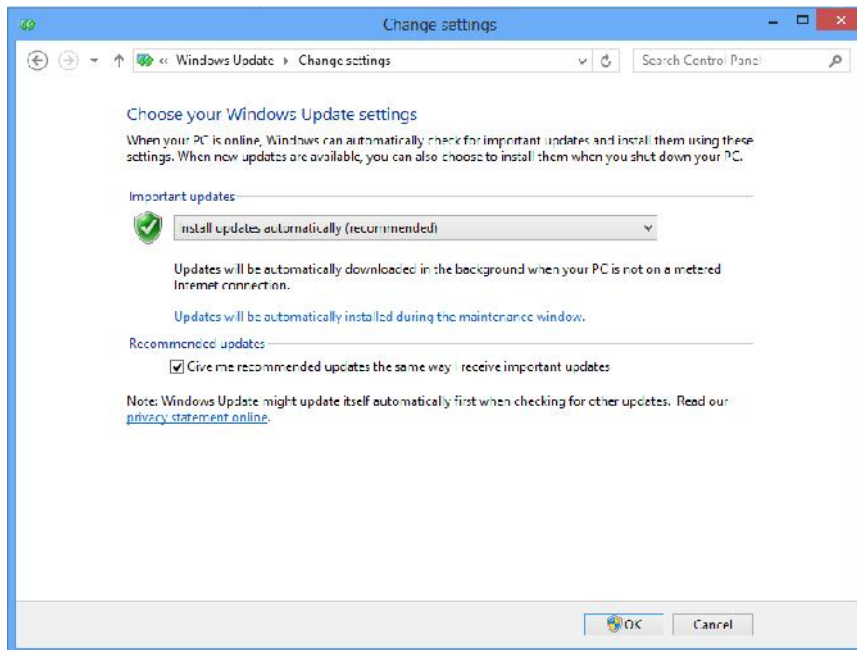 Change settings
« Windows Update Change settings
Search Control Panel
Choose your Windows Update settings
When your PC is online, Windows can automatically check for important updates and install them using these
settings. When new updates are available, you can also choose to install them when you shut down your PC.
Important updates
Install updates automatically (recommended)
Updates will be automatically downloaded in the background when your PC is not on a metered
Internet connection.
Updates will be automatically installed during the maintenance window.
Recommended updates
Give me recommended updates the same way I receive important updates
Note: Windows Update might update itself automatically first when checking for other updates. Read our
privacy statement online.
OK Cancel